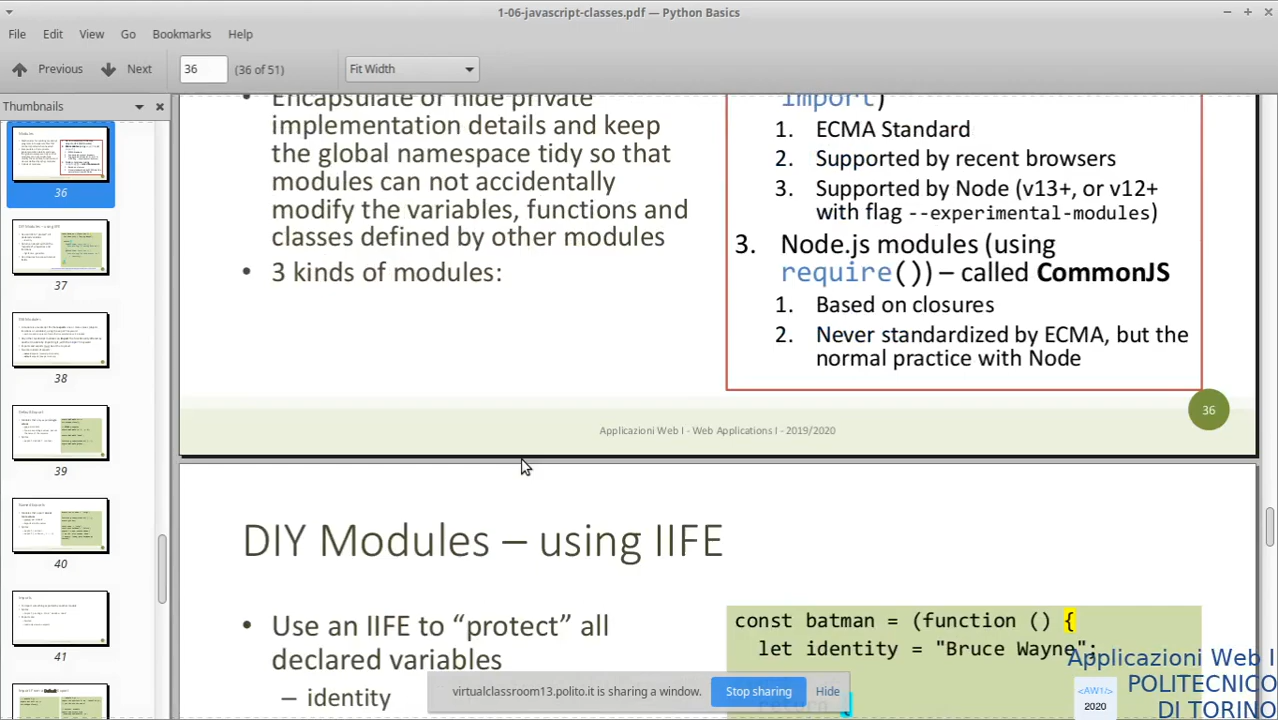 1-06-javascript-classes.pdf — Python Basics
File Edit View Go Bookmarks Help
Previous Next 36 (36 of 51) Fit Width
Thumbnails
36
37
38
39
40
41
• Encapsulate or hide private
implementation details and keep
the global namespace tidy so that
modules can not accidentally
modify the variables, functions and
classes defined by other modules
• 3 kinds of modules:
import)
1. ECMA Standard
2. Supported by recent browsers
3. Supported by Node (v13+, or v12+
with flag --experimental-modules)
3. Node.js modules (using
require()) – called CommonJS
1. Based on closures
2. Never standardized by ECMA, but the
normal practice with Node
36
Applicazioni Web I - Web Applications I - 2019/2020
DIY Modules – using IIFE
• Use an IIFE to “protect” all
declared variables
– identity
const batman = (function () {
let identity = "Bruce Wayne";
return
virtualclassroom13.polito.it is sharing a window. Stop sharing Hide
Applicazioni Web I
POLITECNICO
DI TORINO
<AW1/>
2020